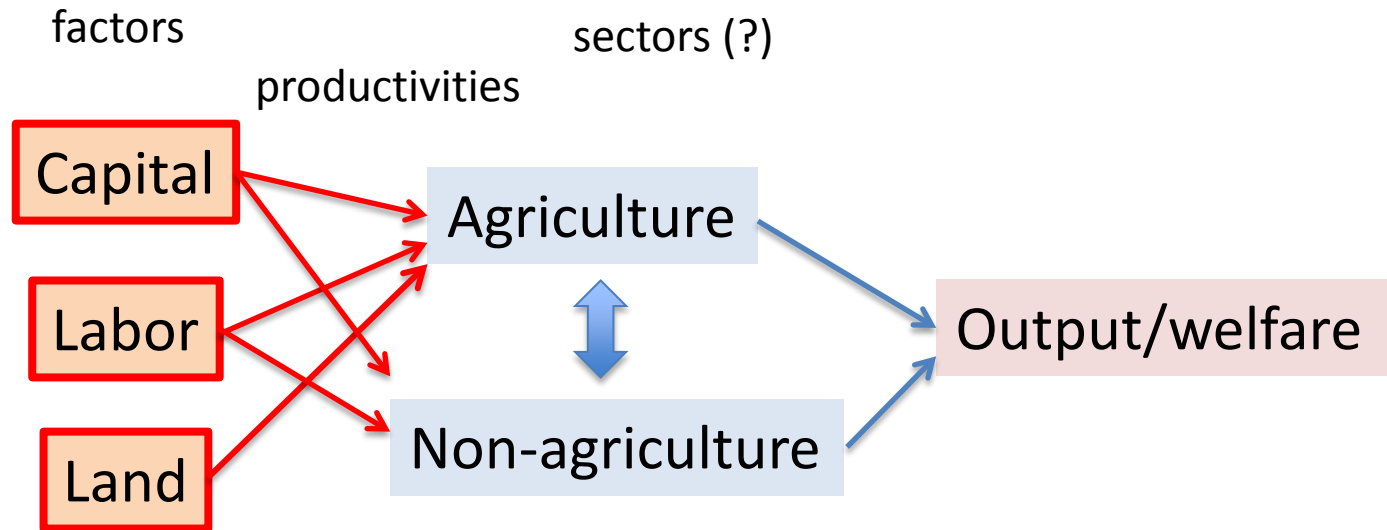 factors
sectors (?)
productivities
Capital
Agriculture
Labor
Output/welfare
Non-agriculture
Land